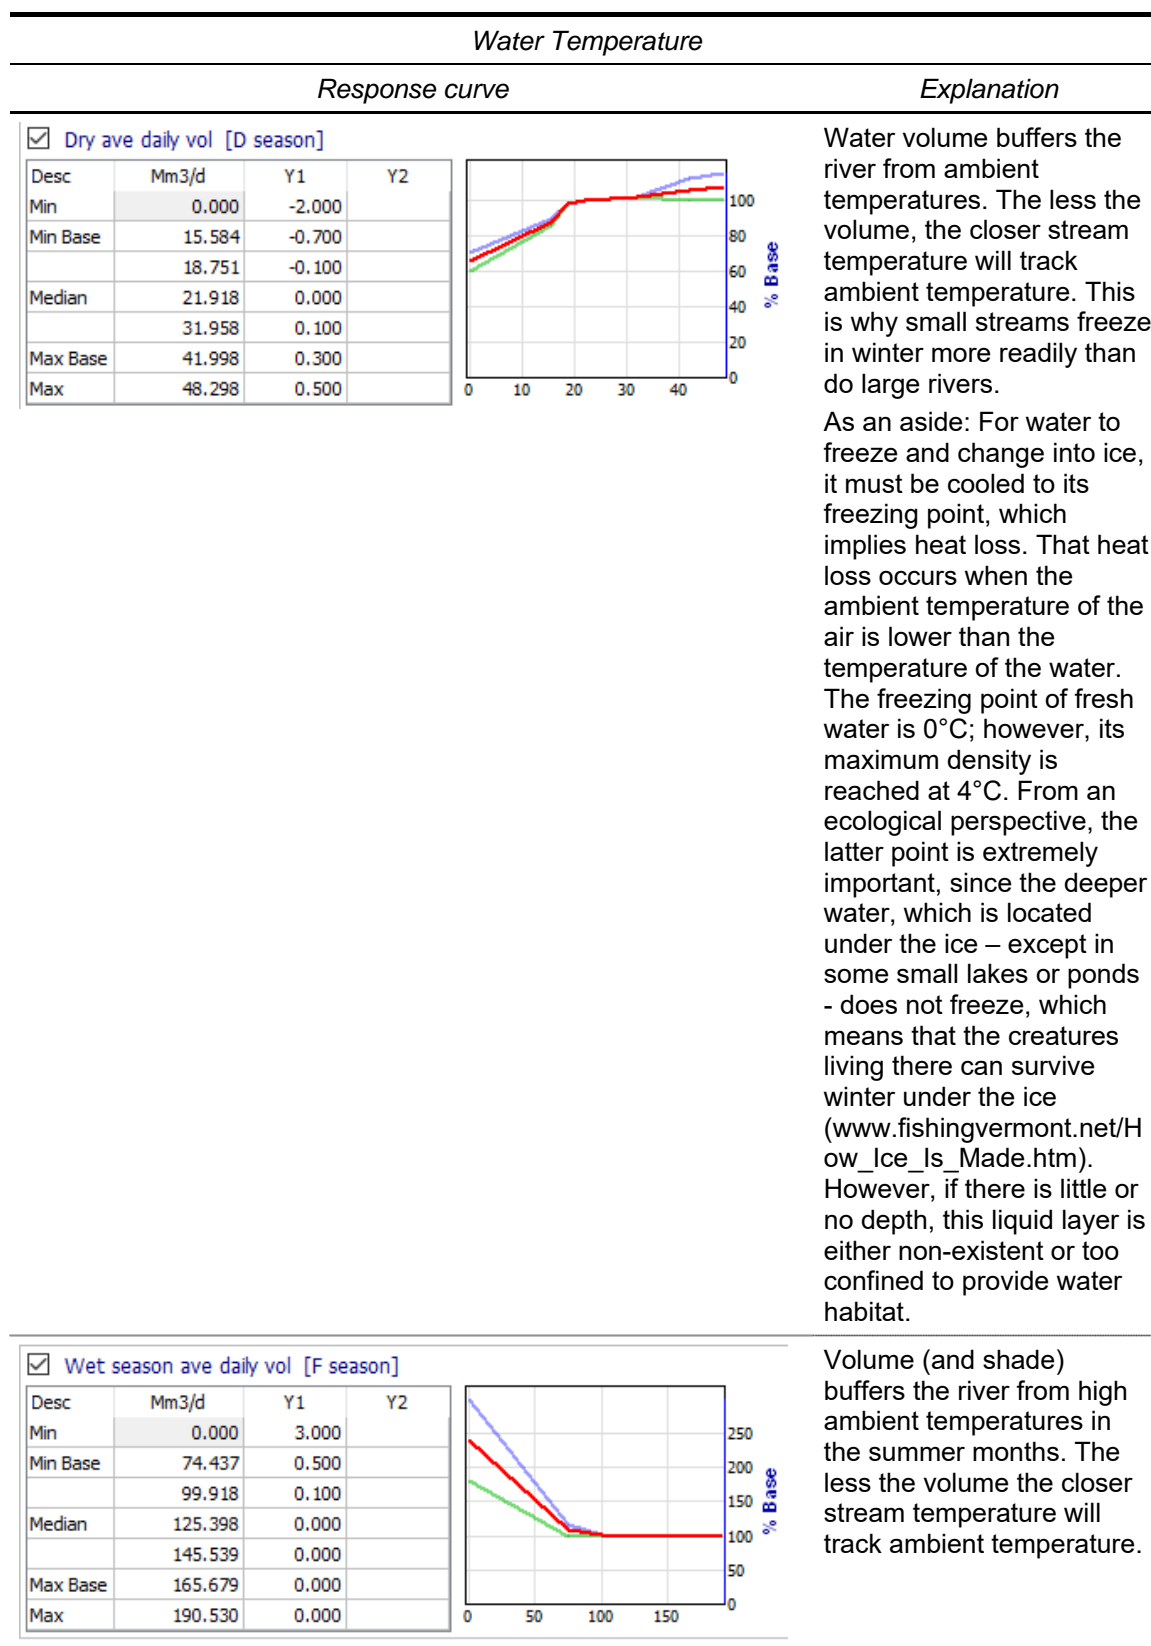 Water Temperature
Response curve Explanation
Dry ave daily vol [D season]
Desc Mm3/d Y1 Y2
Min 0.000 -2.000
Min Base 15.584 -0.700
18.751 -0.100
Median 21.918 0.000
31.958 0.100
Max Base 41.998 0.300
Max 48.298 0.500
100
80
60
40
20
0
% Base
0 10 20 30 40
Water volume buffers the
river from ambient
temperatures. The less the
volume, the closer stream
temperature will track
ambient temperature. This
is why small streams freeze
in winter more readily than
do large rivers.
As an aside: For water to
freeze and change into ice,
it must be cooled to its
freezing point, which
implies heat loss. That heat
loss occurs when the
ambient temperature of the
air is lower than the
temperature of the water.
The freezing point of fresh
water is 0°C; however, its
maximum density is
reached at 4°C. From an
ecological perspective, the
latter point is extremely
important, since the deeper
water, which is located
under the ice – except in
some small lakes or ponds
- does not freeze, which
means that the creatures
living there can survive
winter under the ice
(www.fishingvermont.net/H
ow_Ice_Is_Made.htm).
However, if there is little or
no depth, this liquid layer is
either non-existent or too
confined to provide water
habitat.
Wet season ave daily vol [F season]
Desc Mm3/d Y1 Y2
Min 0.000 3.000
Min Base 74.437 0.500
99.918 0.100
Median 125.398 0.000
145.539 0.000
Max Base 165.679 0.000
Max 190.530 0.000
250
200
150
100
50
0
% Base
0 50 100 150
Volume (and shade)
buffers the river from high
ambient temperatures in
the summer months. The
less the volume the closer
stream temperature will
track ambient temperature.